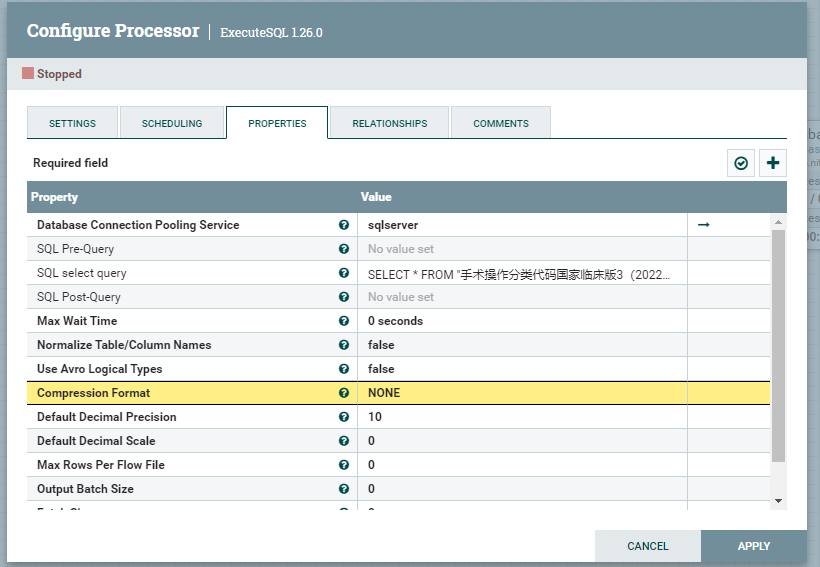 Configure Processor | ExecuteSQL 1.26.0
Stopped
SETTINGS SCHEDULING PROPERTIES RELATIONSHIPS COMMENTS
Required field
Property Value
Database Connection Pooling Service sqlserver
SQL Pre-Query No value set
SQL select query SELECT * FROM "手术操作分类代码国家临床版3（2022...
SQL Post-Query No value set
Max Wait Time 0 seconds
Normalize Table/Column Names false
Use Avro Logical Types false
Compression Format NONE
Default Decimal Precision 10
Default Decimal Scale 0
Max Rows Per Flow File 0
Output Batch Size 0
CANCEL APPLY